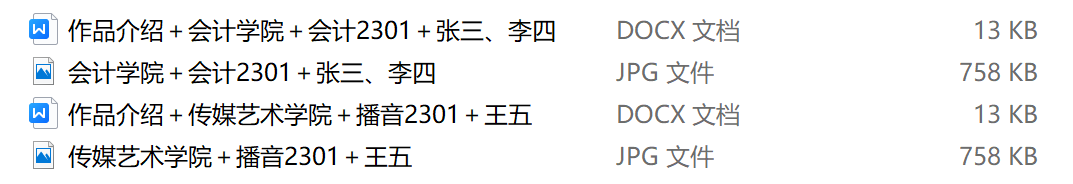 作品介绍＋会计学院＋会计2301＋张三、李四 DOCX 文档 13 KB
会计学院＋会计2301＋张三、李四 JPG 文件 758 KB
作品介绍＋传媒艺术学院＋播音2301＋王五 DOCX 文档 13 KB
传媒艺术学院＋播音2301＋王五 JPG 文件 758 KB